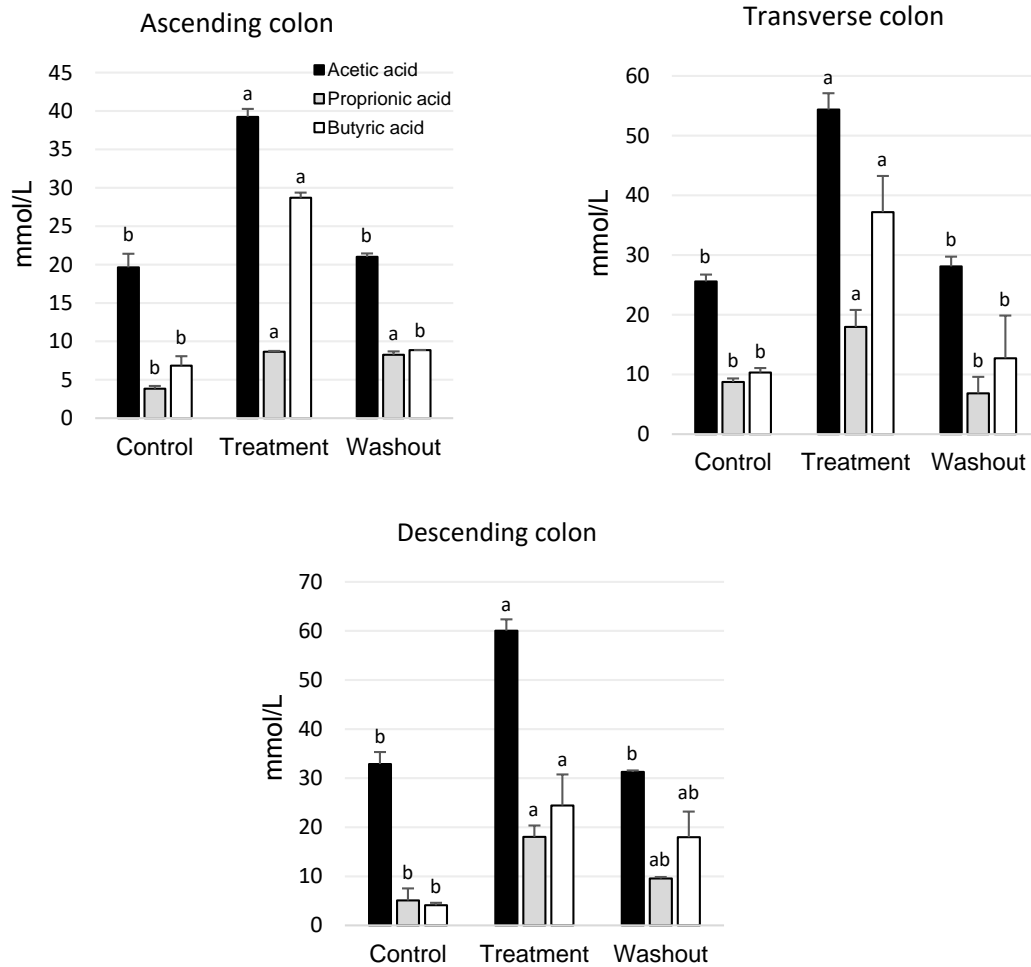 Ascending colon
mmol/L
45
40
35
30
25
20
15
10
5
0
Acetic acid
Proprionic acid
Butyric acid
b
b
b
a
a
a
b
a
b
Control
Treatment
Washout
Transverse colon
mmol/L
60
50
40
30
20
10
0
b
b
b
a
a
a
b
b
b
Control
Treatment
Washout
Descending colon
mmol/L
70
60
50
40
30
20
10
0
b
b
b
a
a
a
b
ab
ab
Control
Treatment
Washout